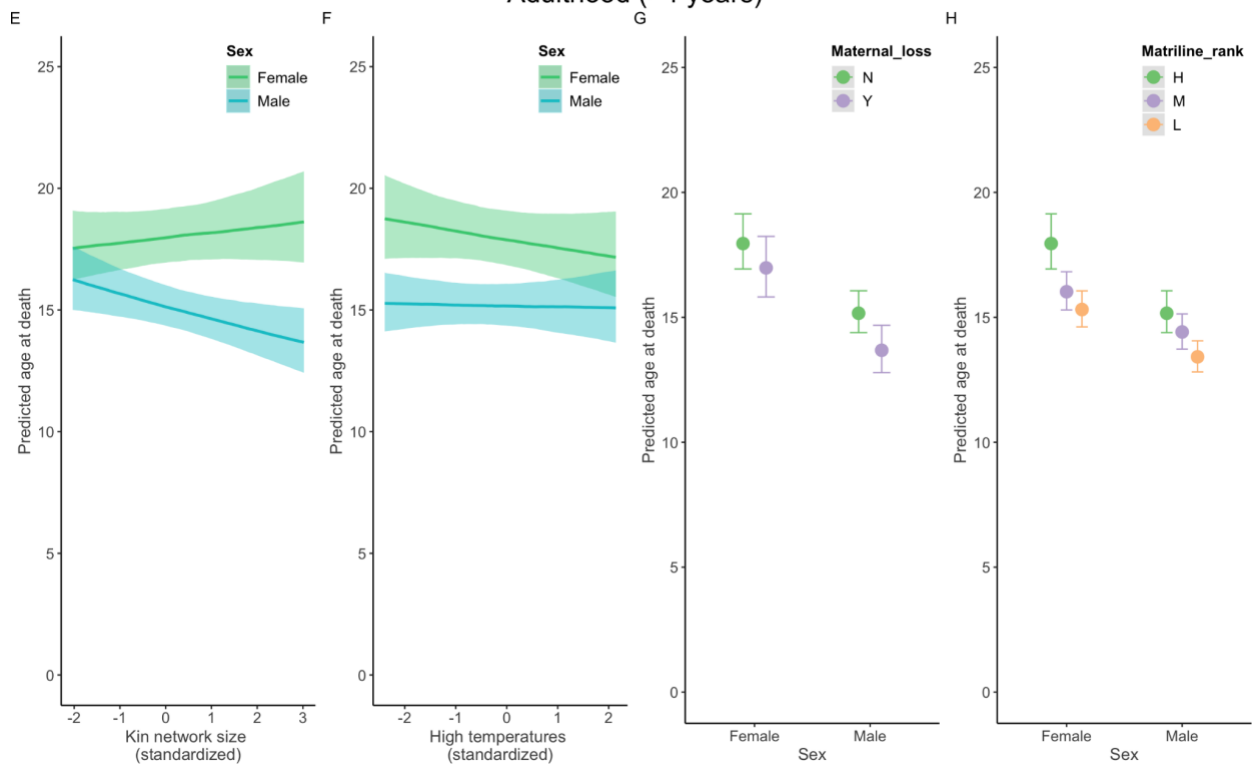 Adulthood (
years)
E
Sex
Female
Male
25
20
15
10
5
0
Predicted age at death
-2
-1
0
1
2
3
Kin network size
(standardized)
F
Sex
Female
Male
25
20
15
10
5
0
Predicted age at death
-2
-1
0
1
2
High temperatures
(standardized)
G
Maternal_loss
N
Y
25
20
15
10
5
0
Predicted age at death
Female
Male
Sex
H
Matriline_rank
H
M
L
25
20
15
10
5
0
Predicted age at death
Female
Male
Sex